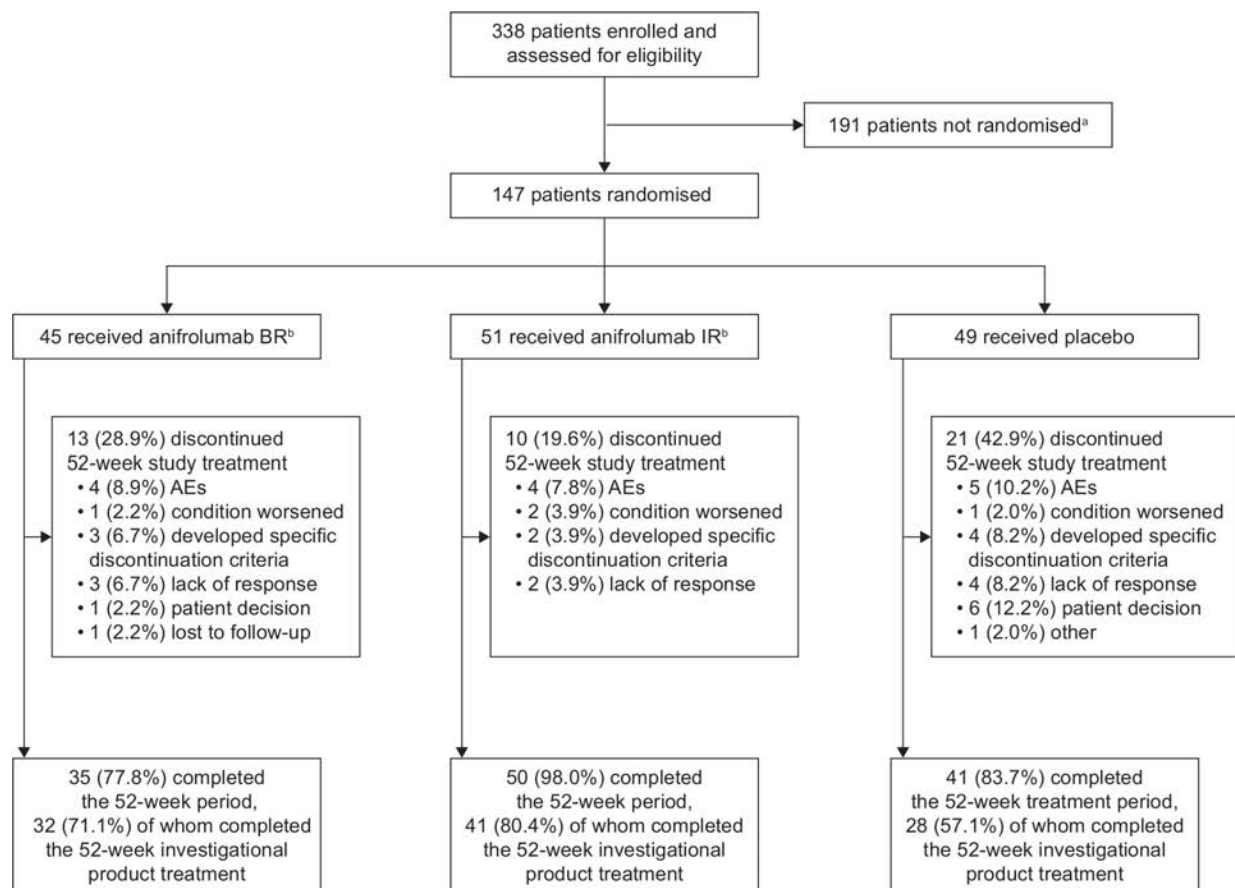 338 patients enrolled and
assessed for eligibility
191 patients not randomisedᵃ
147 patients randomised
45 received anifrolumab BRᵇ
51 received anifrolumab IRᵇ
49 received placebo
13 (28.9%) discontinued
52-week study treatment
• 4 (8.9%) AEs
• 1 (2.2%) condition worsened
• 3 (6.7%) developed specific
discontinuation criteria
• 3 (6.7%) lack of response
• 1 (2.2%) patient decision
• 1 (2.2%) lost to follow-up
10 (19.6%) discontinued
52-week study treatment
• 4 (7.8%) AEs
• 2 (3.9%) condition worsened
• 2 (3.9%) developed specific
discontinuation criteria
• 2 (3.9%) lack of response
21 (42.9%) discontinued
52-week study treatment
• 5 (10.2%) AEs
• 1 (2.0%) condition worsened
• 4 (8.2%) developed specific
discontinuation criteria
• 4 (8.2%) lack of response
• 6 (12.2%) patient decision
• 1 (2.0%) other
35 (77.8%) completed
the 52-week period,
32 (71.1%) of whom completed
the 52-week investigational
product treatment
50 (98.0%) completed
the 52-week period,
41 (80.4%) of whom completed
the 52-week investigational
product treatment
41 (83.7%) completed
the 52-week treatment period,
28 (57.1%) of whom completed
the 52-week investigational
product treatment